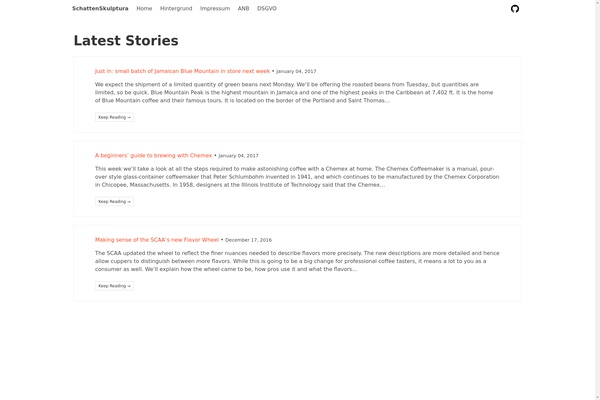 SchattenSkulptura Home Hintergrund Impressum ANB DSGVO
Latest Stories
Just in: small batch of Jamaican Blue Mountain in store next week • January 04, 2017
We expect the shipment of a limited quantity of green beans next Monday. We'll be offering the roasted beans from Tuesday, but quantities are
limited, so be quick. Blue Mountain Peak is the highest mountain in Jamaica and one of the highest peaks in the Caribbean at 7,402 ft. It is the home
of Blue Mountain coffee and their famous tours. It is located on the border of the Portland and Saint Thomas…
Keep Reading →
A beginners' guide to brewing with Chemex • January 04, 2017
This week we'll take a look at all the steps required to make astonishing coffee with a Chemex at home. The Chemex Coffeemaker is a manual, pour-
over style glass-container coffeemaker that Peter Schlumbohm invented in 1941, and which continues to be manufactured by the Chemex Corporation
in Chicopee, Massachusetts. In 1958, designers at the Illinois Institute of Technology said that the Chemex…
Keep Reading →
Making sense of the SCAA's new Flavor Wheel • December 17, 2016
The SCAA updated the wheel to reflect the finer nuances needed to describe flavors more precisely. The new descriptions are more detailed and hence
allow cuppers to distinguish between more flavors. While this is going to be a big change for professional coffee tasters, it means a lot to you as a
consumer as well. We'll explain how the wheel came to be, how pros use it and what the flavors…
Keep Reading →